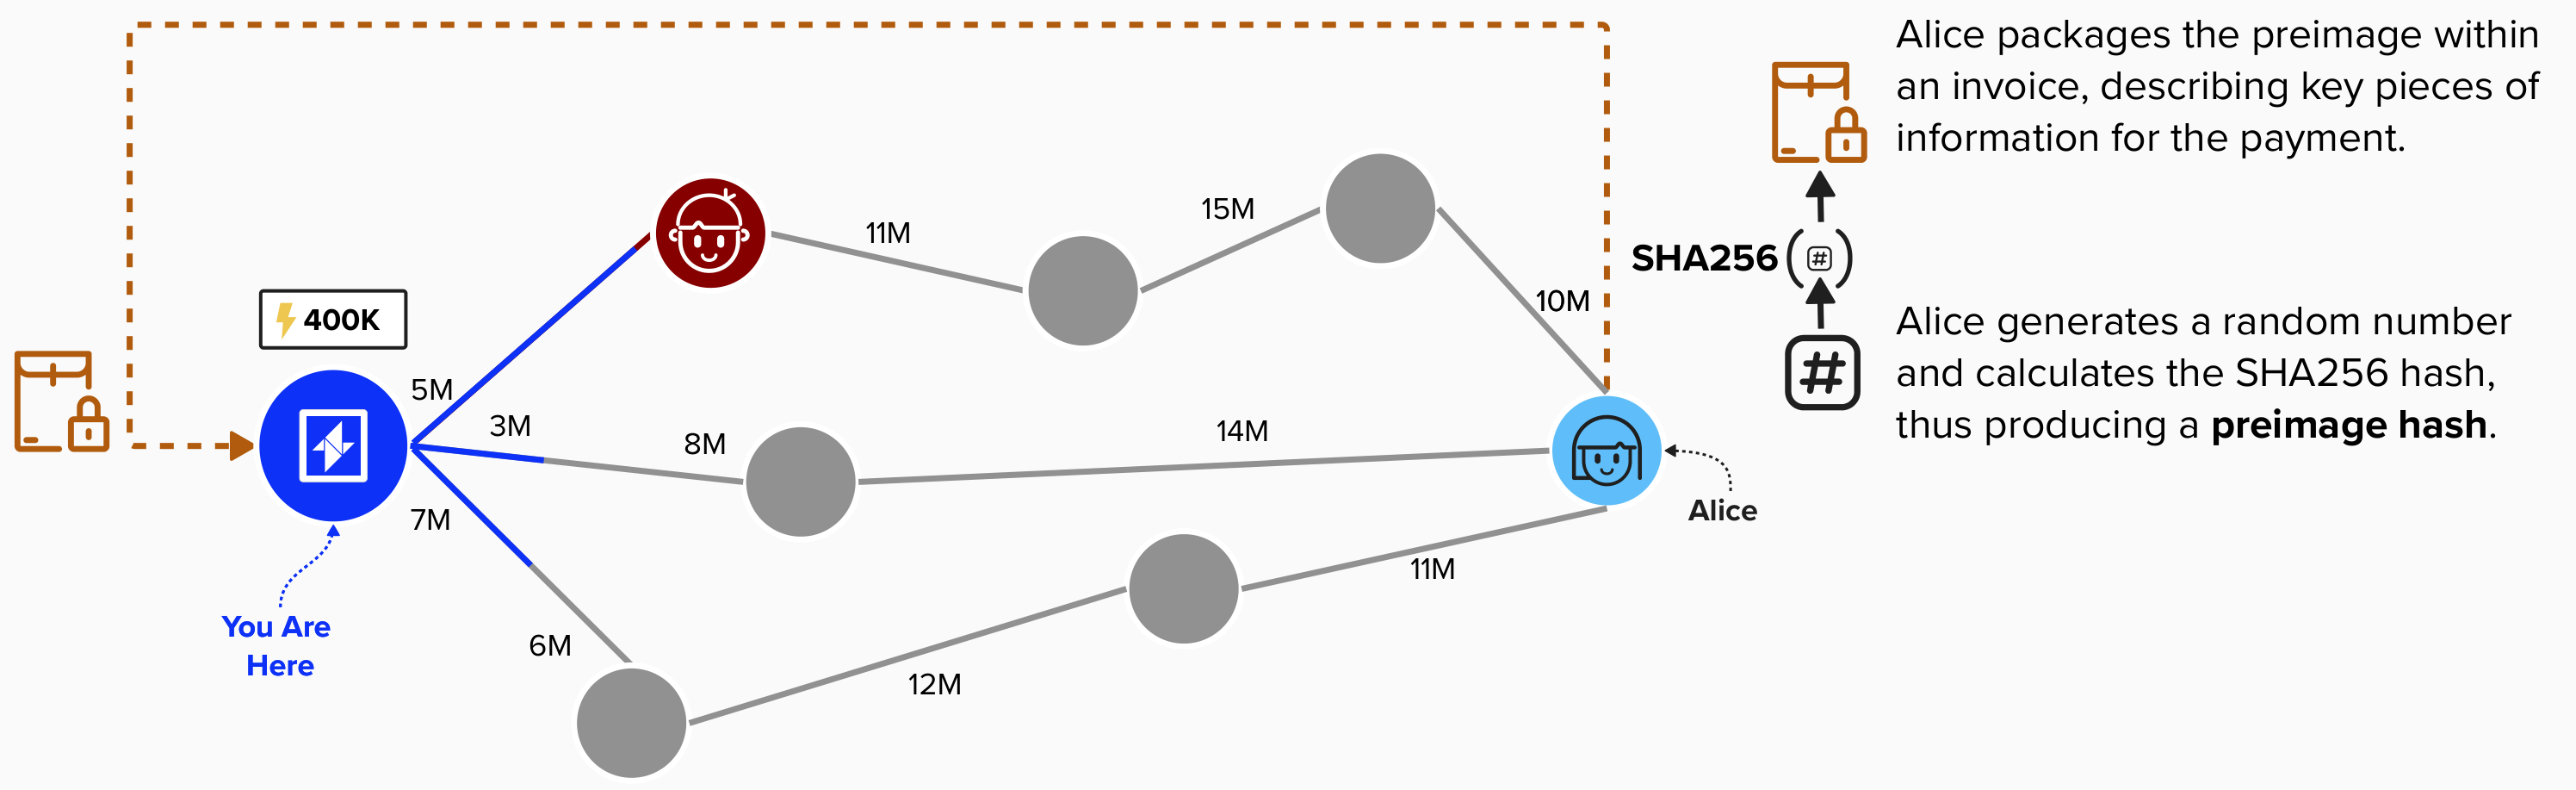 Alice packages the preimage within
an invoice, describing key pieces of
information for the payment.
15M
11M
SHA256 (#)
10M
400K
Alice generates a random number
and calculates the SHA256 hash,
thus producing a preimage hash.
#
5M
3M
8M
14M
7M
Alice
11M
You Are
Here
6M
12M